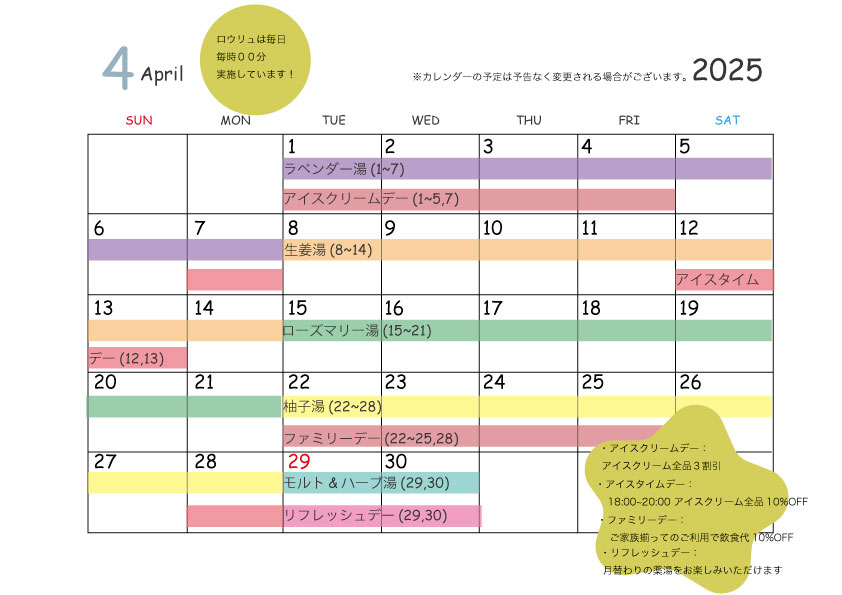 ロウリュは毎日
毎時００分
実施しています！
4 April
※カレンダーの予定は予告なく変更される場合がございます。2025
SUN MON TUE WED THU FRI SAT
1 2 3 4 5
ラベンダー湯 (1~7)
アイスクリームデー (1~5,7)
6 7 8 9 10 11 12
生姜湯 (8~14)
アイスタイム
13 14 15 16 17 18 19
ローズマリー湯 (15~21)
デー (12,13)
20 21 22 23 24 25 26
柚子湯 (22~28)
ファミリーデー (22~25,28)
27 28 29 30
モルト＆ハーブ湯 (29,30)
リフレッシュデー (29,30)
・アイスクリームデー：
アイスクリーム全品３割引
・アイスタイムデー：
18:00~20:00 アイスクリーム全品 10%OFF
・ファミリーデー：
ご家族揃ってのご利用で飲食代 10%OFF
・リフレッシュデー：
月替わりの薬湯をお楽しみいただけます